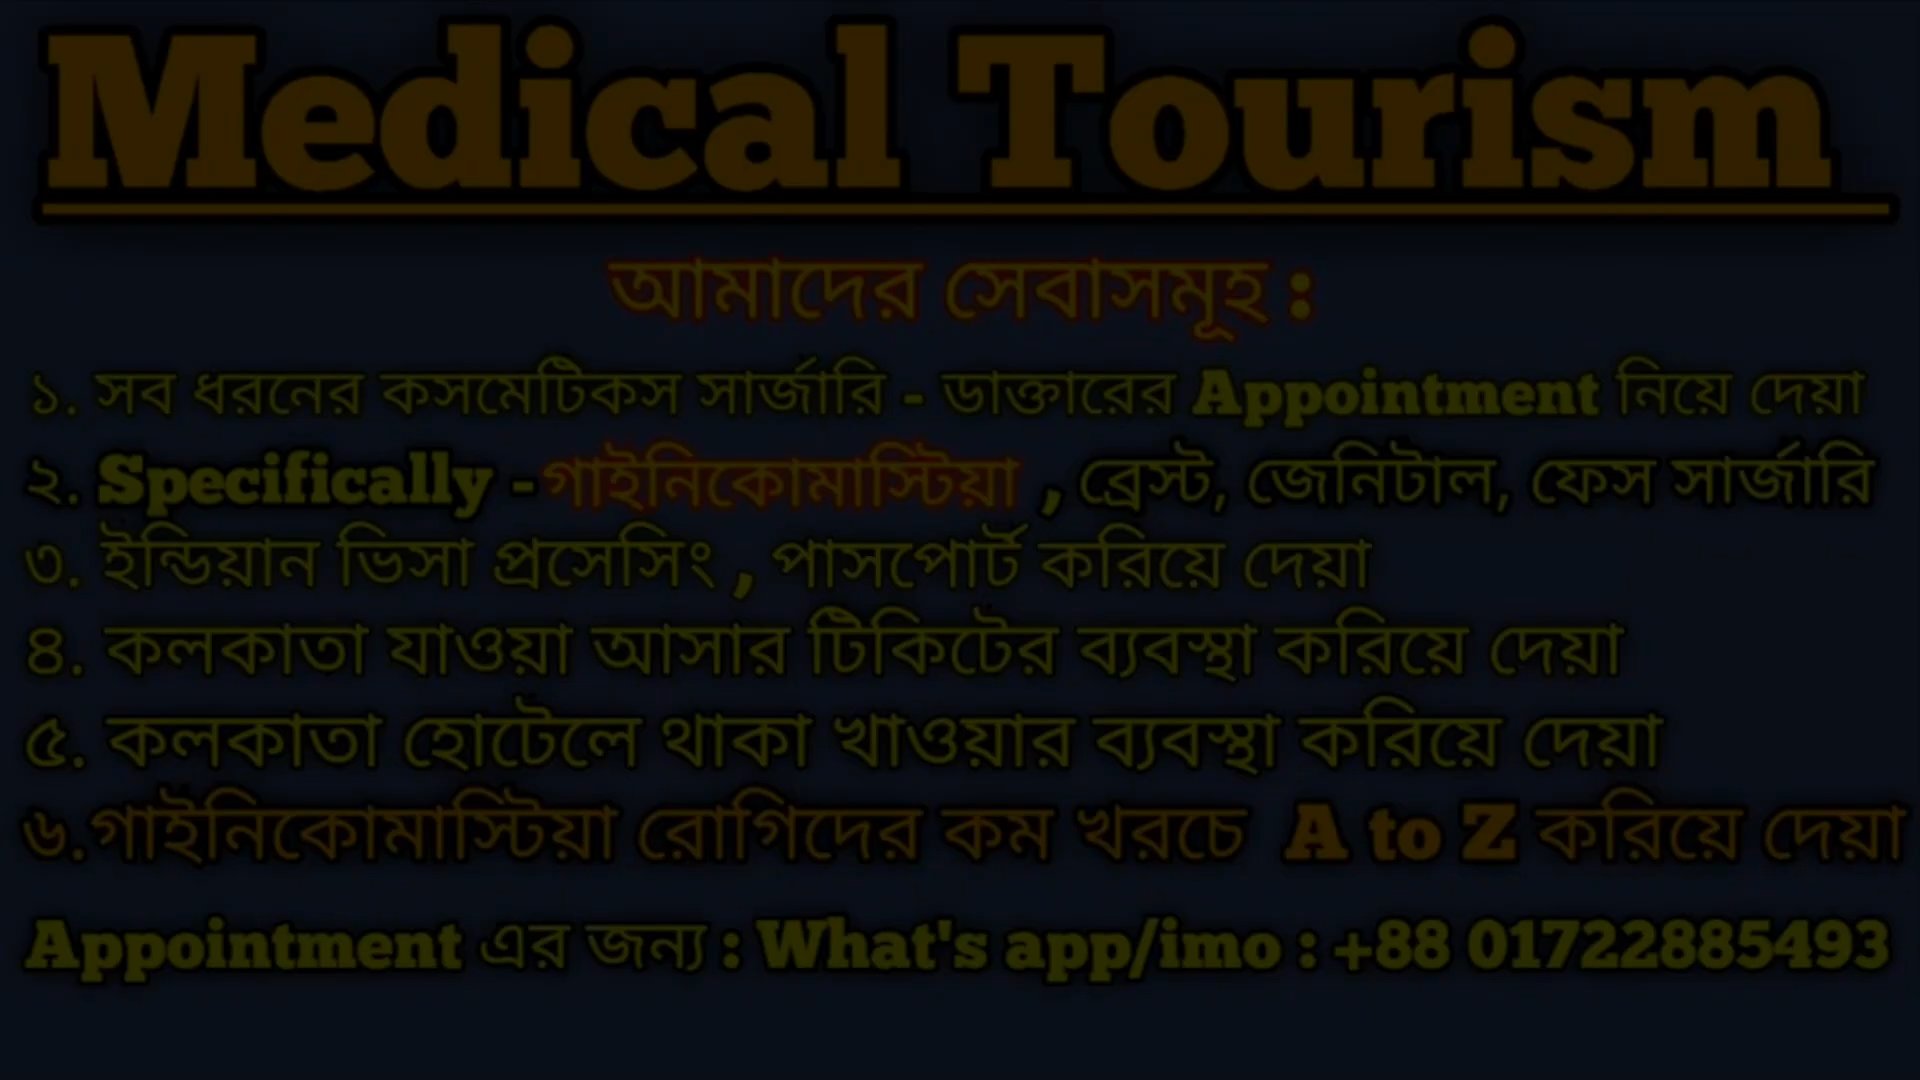 Medical Tourism
আমাদের সেবাসমূহ :
১. সব ধরনের কসমেটিকস সার্জারি - ডাক্তারের Appointment নিয়ে দেয়া
২. Specifically -গাইনিকোমাস্টিয়া , ব্রেস্ট, জেনিটাল, ফেস সার্জারি
৩. ইন্ডিয়ান ভিসা প্রসেসিং , পাসপোর্ট করিয়ে দেয়া
৪. কলকাতা যাওয়া আসার টিকিটের ব্যবস্থা করিয়ে দেয়া
৫. কলকাতা হোটেলে থাকা খাওয়ার ব্যবস্থা করিয়ে দেয়া
৬.গাইনিকোমাস্টিয়া রোগিদের কম খরচে A to Z করিয়ে দেয়া
Appointment এর জন্য : What's app/imo : +88 01722885493